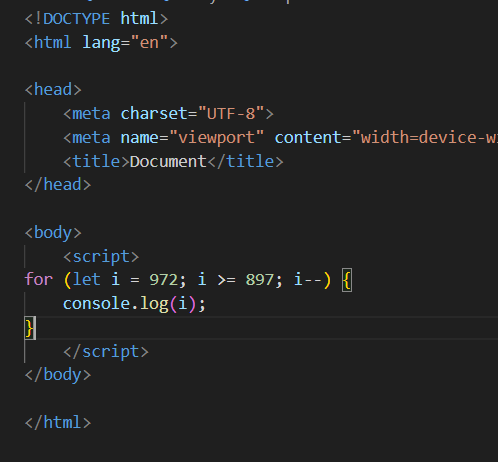 <!DOCTYPE html>
<html lang="en">
<head>
<meta charset="UTF-8">
<meta name="viewport" content="width=device-wi
<title>Document</title>
</head>
<body>
<script>
for (let i = 972; i >= 897; i--) {
console.log(i);
}
</script>
</body>
</html>